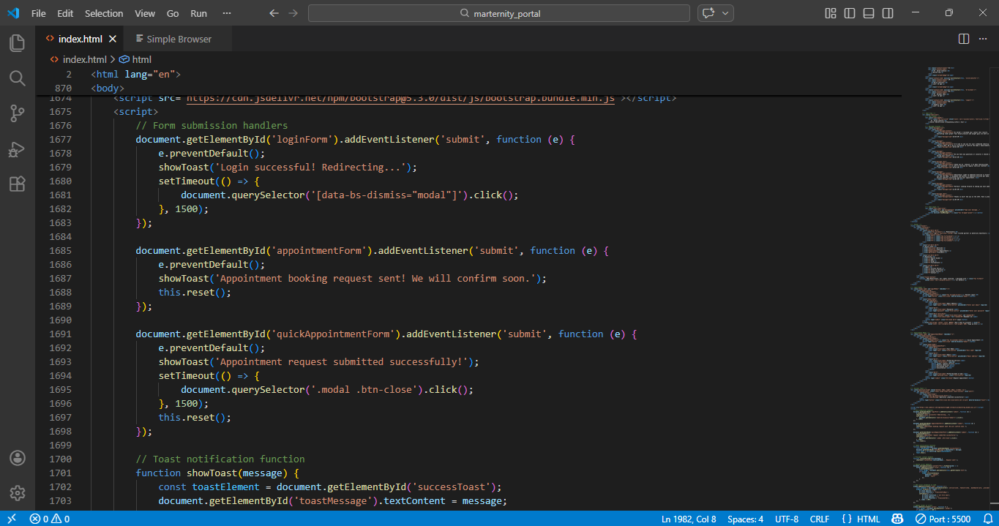 File Edit Selection View Go Run ··· marternity_portal
index.html Simple Browser
index.html > html
2 <html lang="en">
870 <body>
1674 <script src="https://cdn.jsdelivr.net/npm/bootstrap@5.3.0/dist/js/bootstrap.bundle.min.js"></script>
1675 <script>
1676 // Form submission handlers
1677 document.getElementById('loginForm').addEventListener('submit', function (e) {
1678 e.preventDefault();
1679 showToast('Login successful! Redirecting...');
1680 setTimeout(() => {
1681 document.querySelector('[data-bs-dismiss="modal"]').click();
1682 }, 1500);
1683 });
1684
1685 document.getElementById('appointmentForm').addEventListener('submit', function (e) {
1686 e.preventDefault();
1687 showToast('Appointment booking request sent! We will confirm soon.');
1688 this.reset();
1689 });
1690
1691 document.getElementById('quickAppointmentForm').addEventListener('submit', function (e) {
1692 e.preventDefault();
1693 showToast('Appointment request submitted successfully!');
1694 setTimeout(() => {
1695 document.querySelector('.modal .btn-close').click();
1696 }, 1500);
1697 this.reset();
1698 });
1699
1700 // Toast notification function
1701 function showToast(message) {
1702 const toastElement = document.getElementById('successToast');
1703 document.getElementById('toastMessage').textContent = message;
0 0 Ln 1982, Col 8 Spaces: 4 UTF-8 CRLF {} HTML Port : 5500